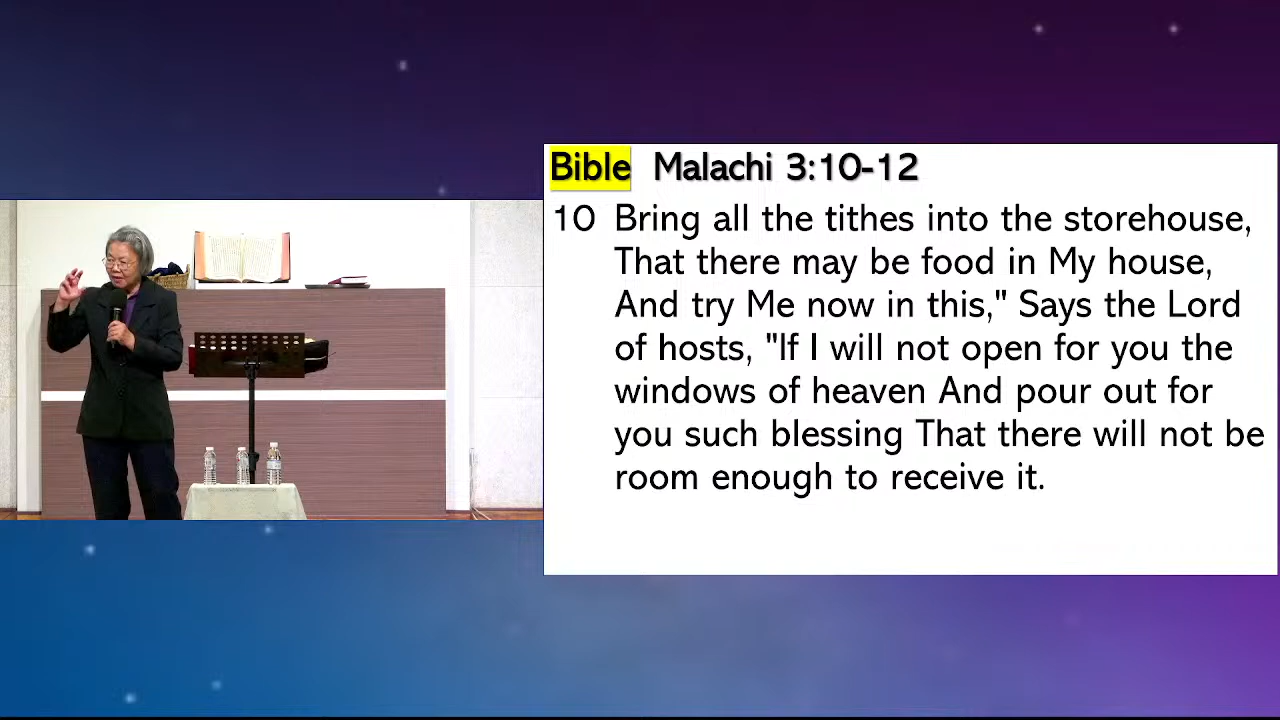 Bible Malachi 3:10-12
10 Bring all the tithes into the storehouse,
That there may be food in My house,
And try Me now in this," Says the Lord
of hosts, "If I will not open for you the
windows of heaven And pour out for
you such blessing That there will not be
room enough to receive it.